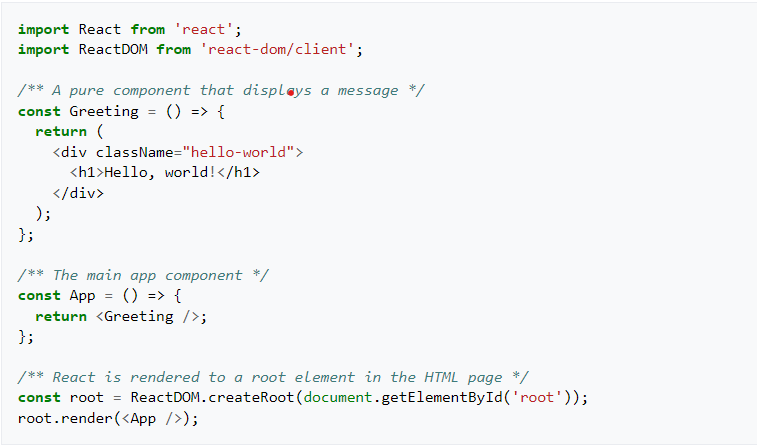 import React from 'react';
import ReactDOM from 'react-dom/client';

/** A pure component that displays a message */
const Greeting = () => {
  return (
    <div className="hello-world">
      <h1>Hello, world!</h1>
    </div>
  );
};

/** The main app component */
const App = () => {
  return <Greeting />;
};

/** React is rendered to a root element in the HTML page */
const root = ReactDOM.createRoot(document.getElementById('root'));
root.render(<App />);